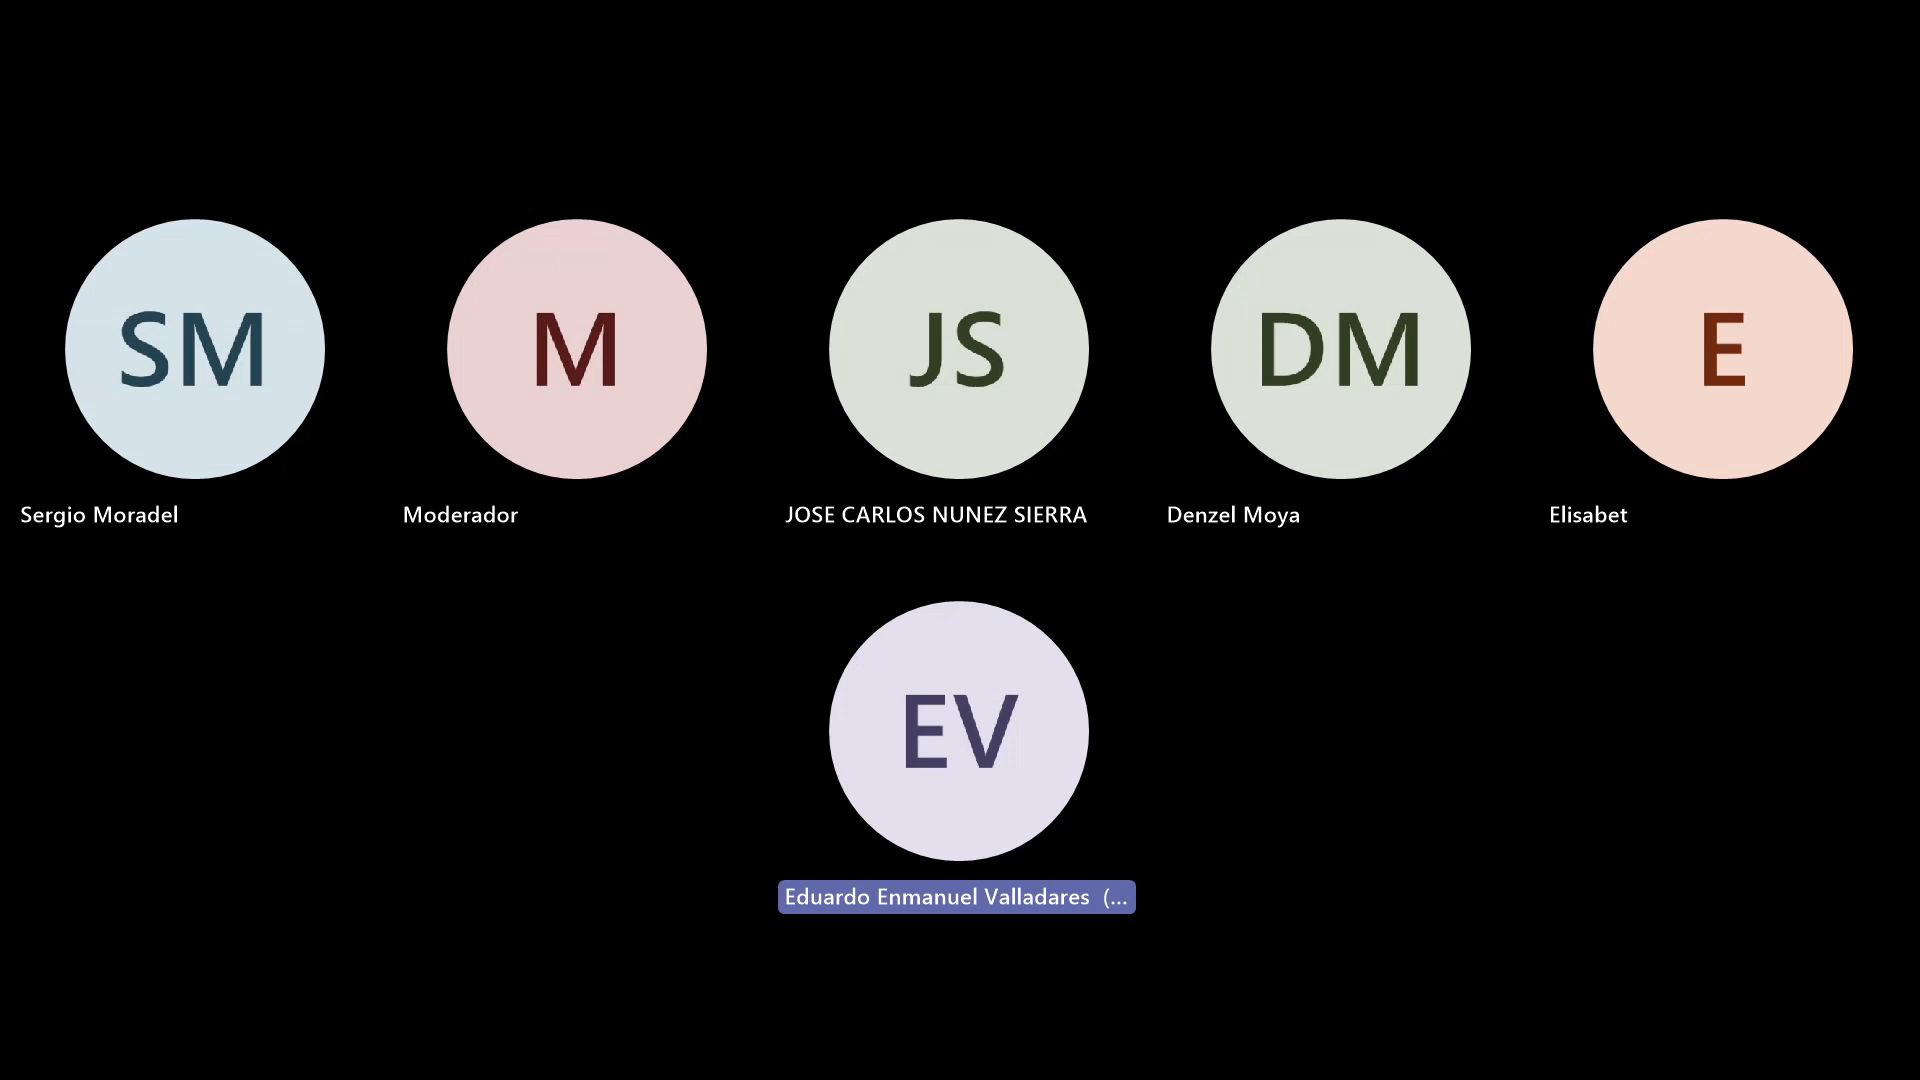 SM
M
JS
DM
E
Sergio Moradel
Moderador
JOSE CARLOS NUNEZ SIERRA
Denzel Moya
Elisabet
EV
Eduardo Enmanuel Valladares (...